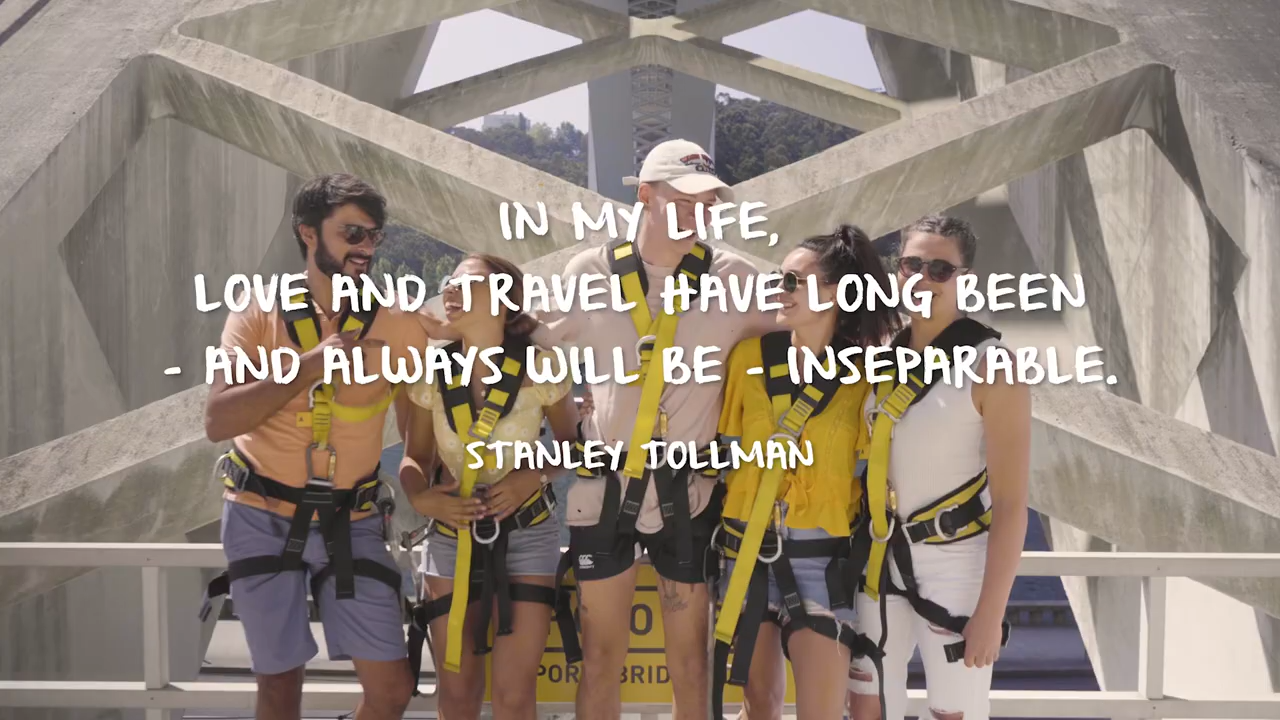 IN MY LIFE,
LOVE AND TRAVEL HAVE LONG BEEN
- AND ALWAYS WILL BE - INSEPARABLE.
STANLEY TOLLMAN